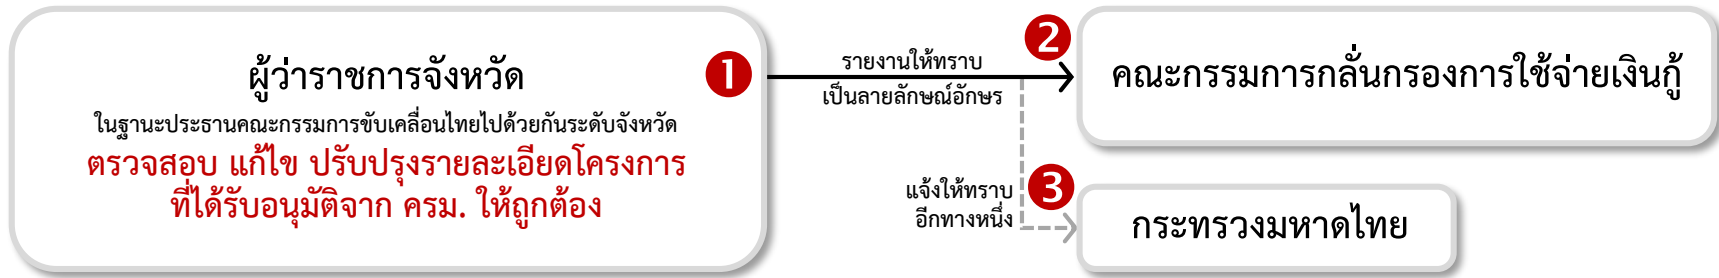 ผู้ว่าราชการจังหวัด
ในฐานะประธานคณะกรรมการขับเคลื่อนไทยไปด้วยกันระดับจังหวัด
ตรวจสอบ แก้ไข ปรับปรุงรายละเอียดโครงการ
ที่ได้รับอนุมัติจาก ครม. ให้ถูกต้อง
1
รายงานให้ทราบ
เป็นลายลักษณ์อักษร
2
คณะกรรมการกลั่นกรองการใช้จ่ายเงินกู้
แจ้งให้ทราบ
อีกทางหนึ่ง
3
กระทรวงมหาดไทย